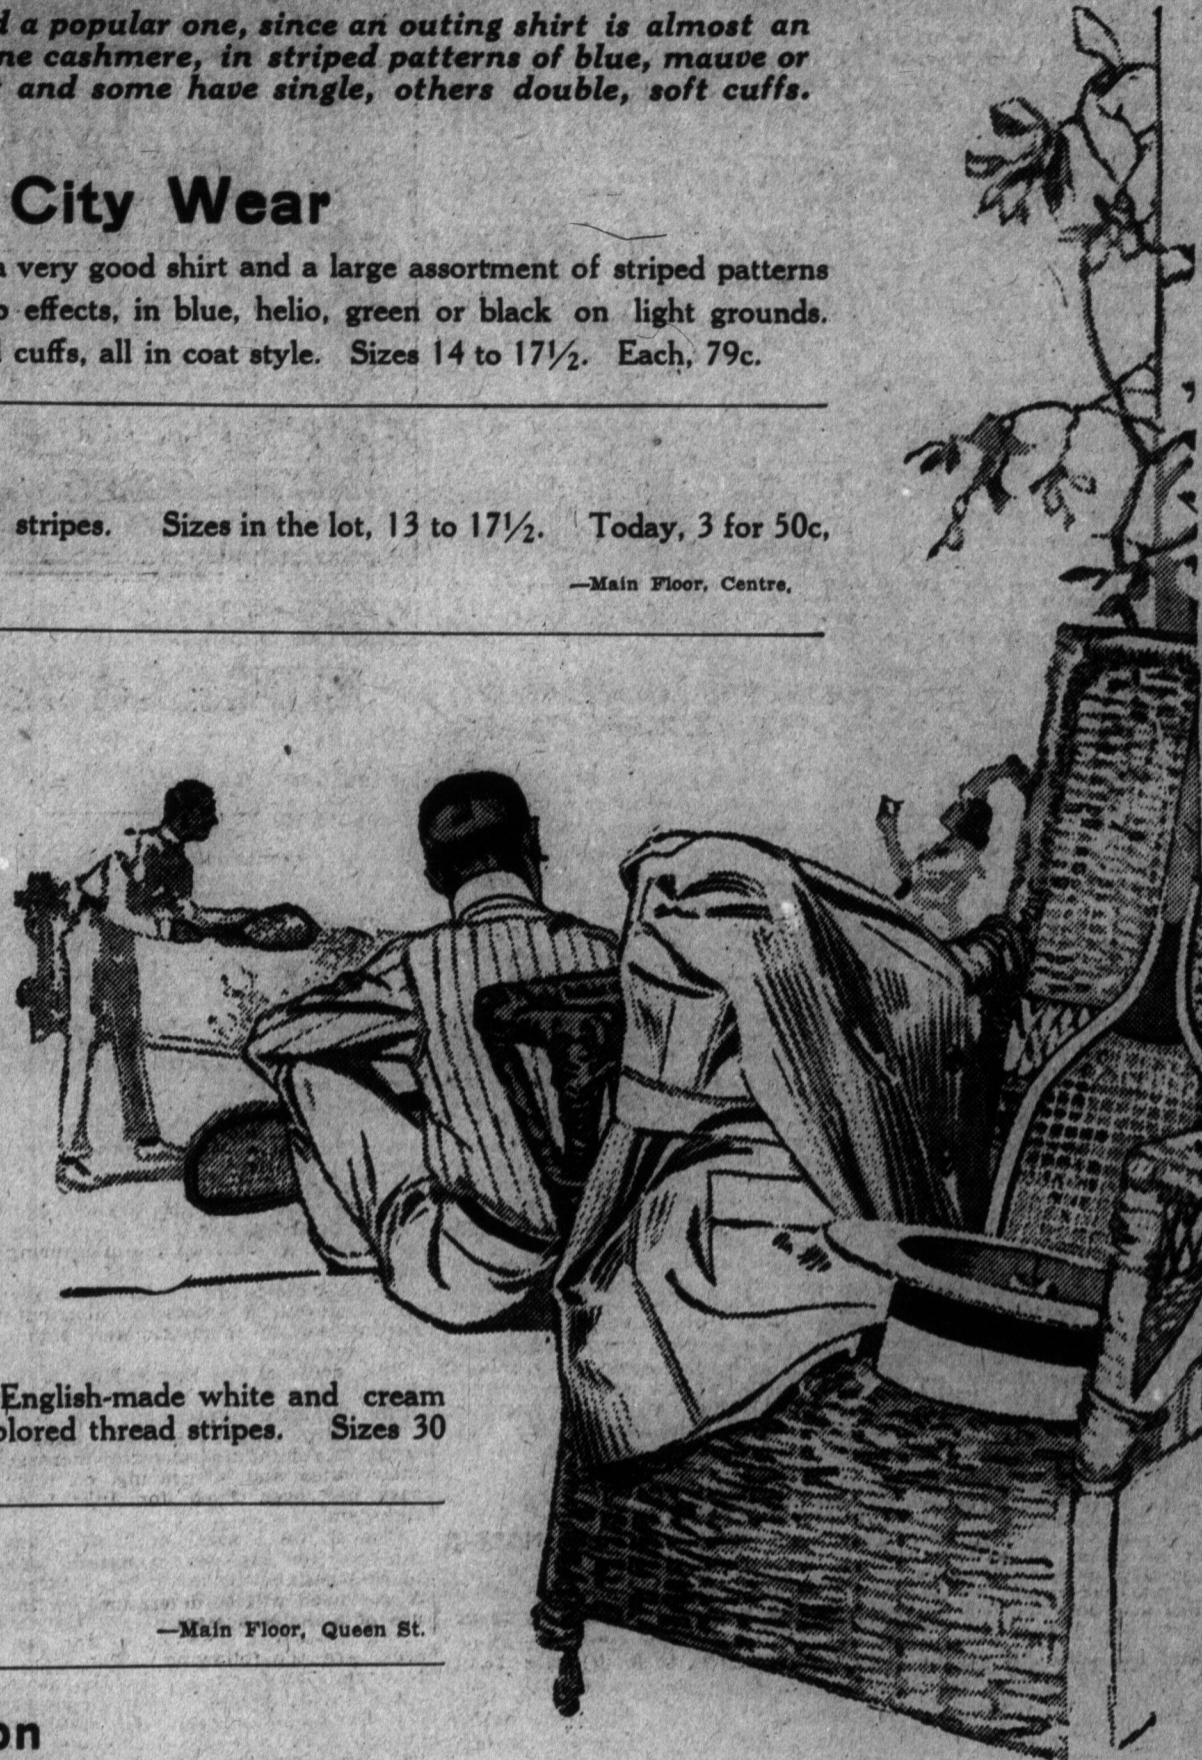 a popular one, since an outing shirt is almost an
cashmere, in striped patterns of blue, mauve or
and some have single, others double, soft cuffs.
City Wear
very good shirt and a large assortment of striped patterns
effects, in blue, helio, green or black on light grounds.
cuffs, all in coat style. Sizes 14 to 17½. Each, 79c.
stripes. Sizes in the lot, 13 to 17½. Today, 3 for 50c,
—Main Floor, Centre,
English-made white and cream
thread stripes. Sizes 30
—Main Floor, Queen St.